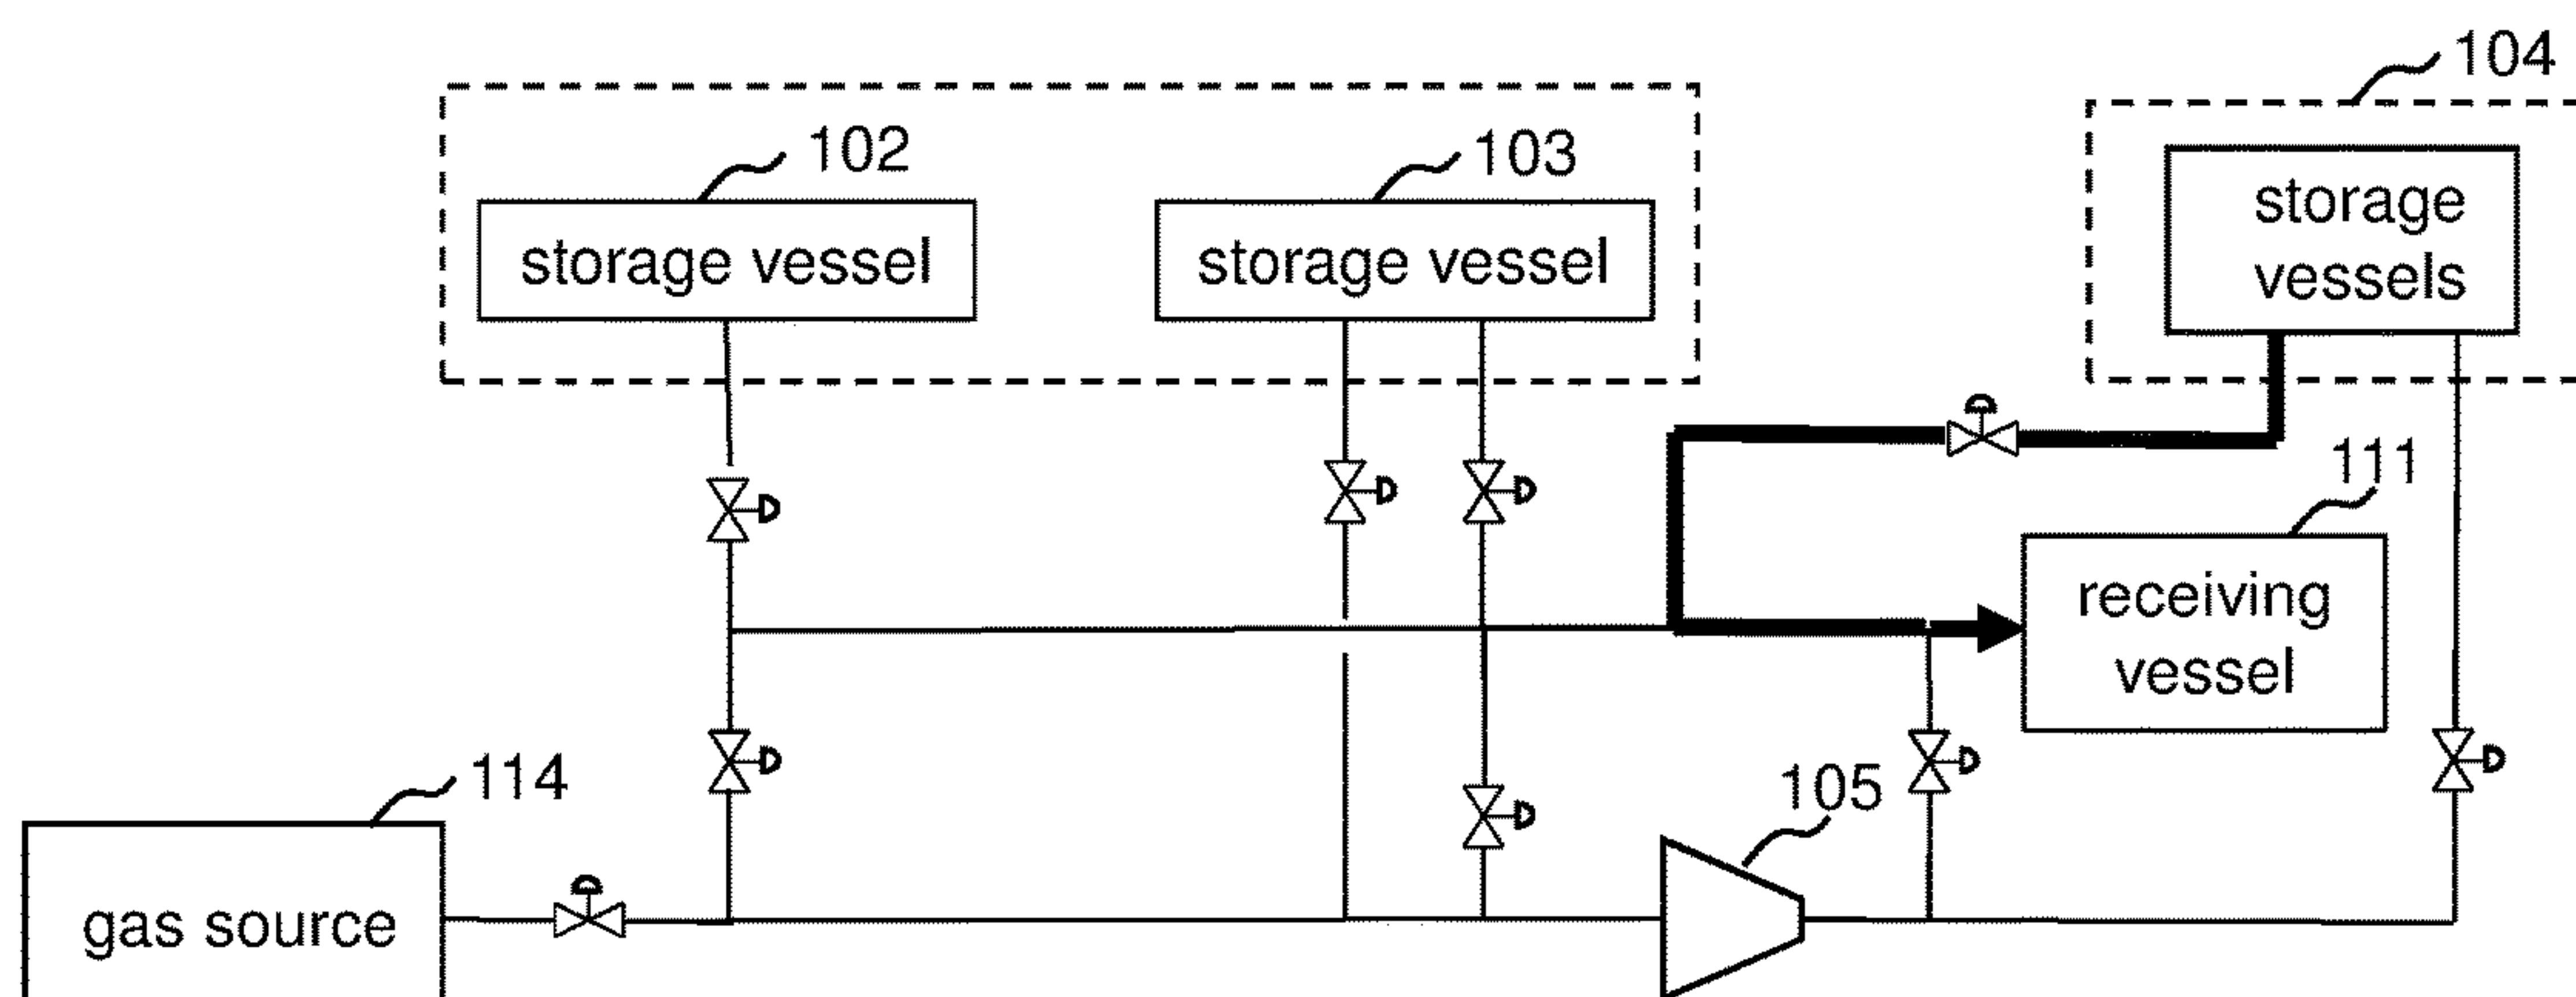 104
102
103
storage
vessels
storage vessel
storage vessel
111
receiving
vessel
114
105
gas source